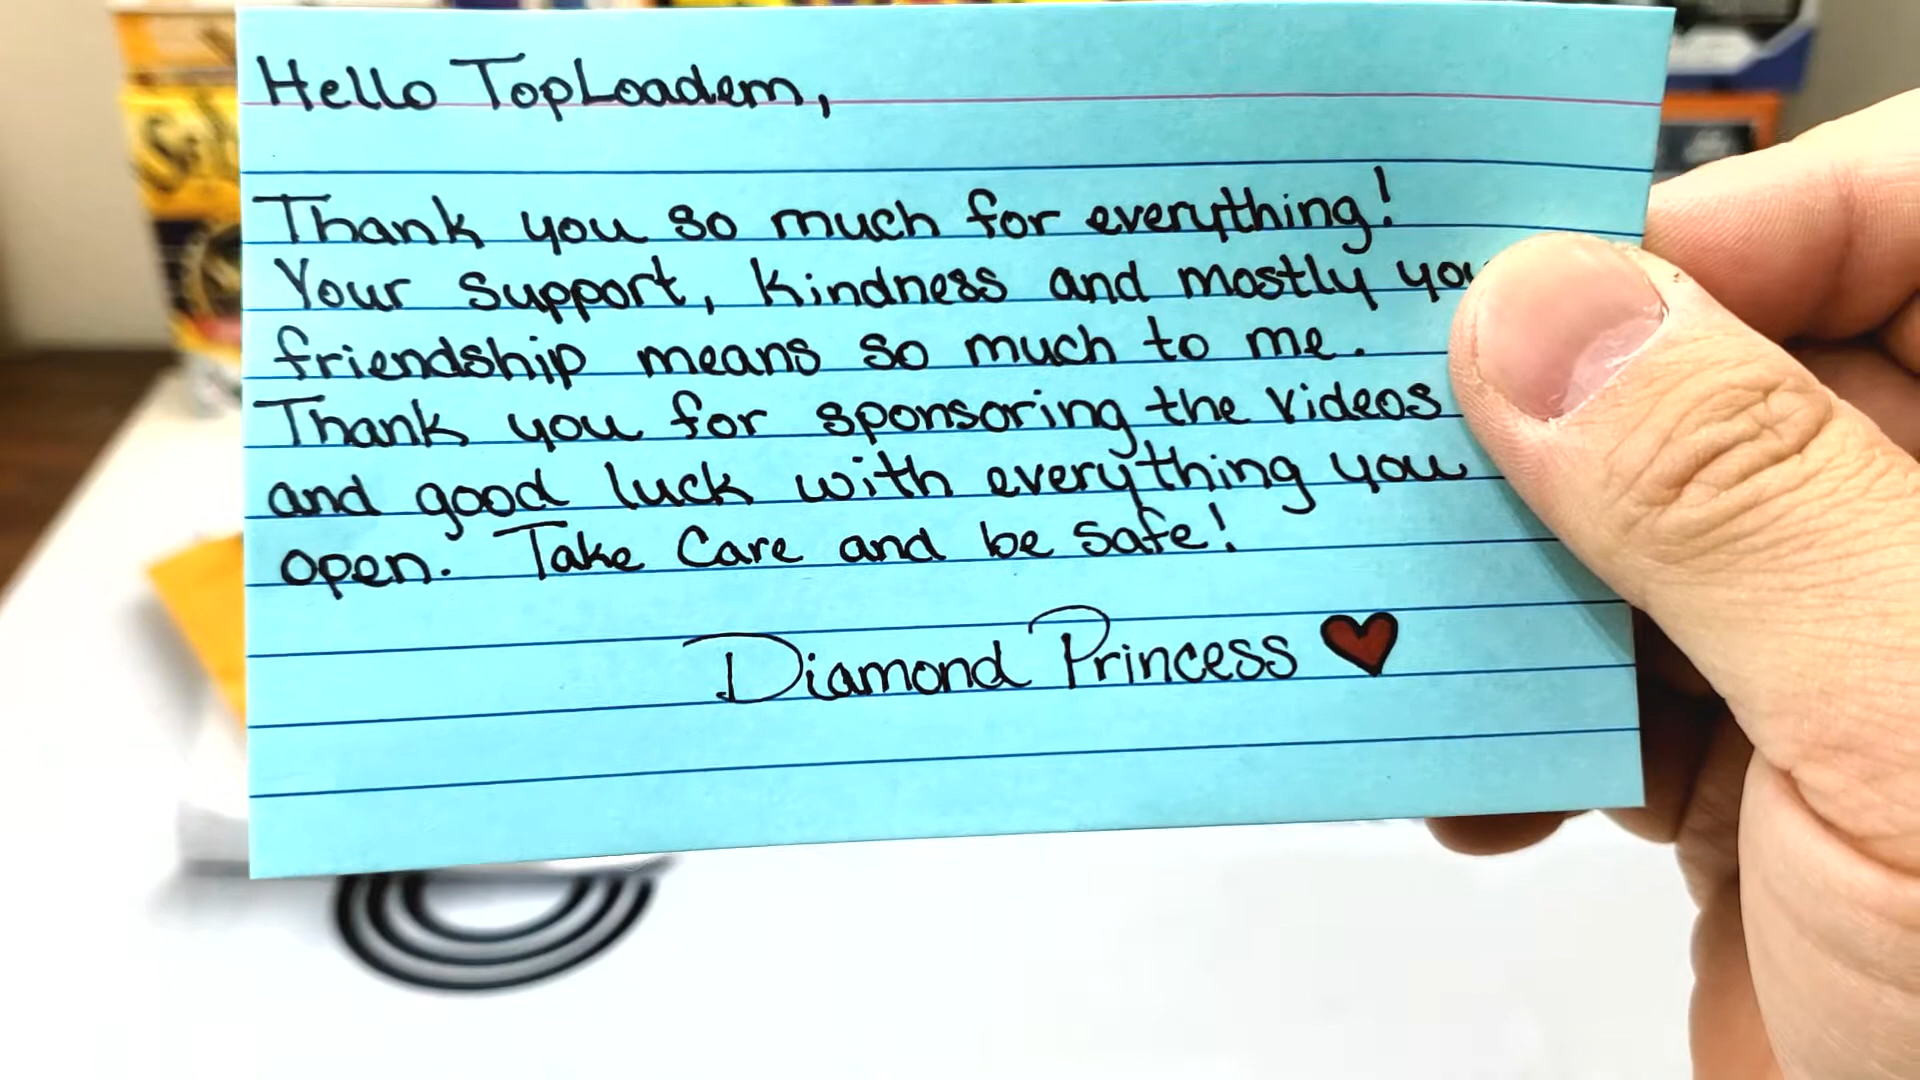 Hello TopLoadem,
Thank you so much for everything!
Your support, kindness and mostly you
friendship means so much to me.
Thank you for sponsoring the videos
and good luck with everything you
open. Take Care and be safe!
Diamond Princess